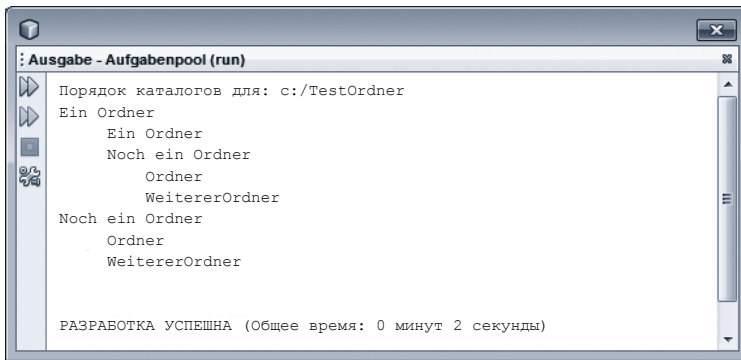 Ausgabe - Aufgabenpool (run)
Порядок каталогов для: c:/TestOrdner
Ein Ordner
Ein Ordner
Noch ein Ordner
Ordner
WeitererOrdner
Noch ein Ordner
Ordner
WeitererOrdner
РАЗРАБОТКА УСПЕШНА (Общее время: 0 минут 2 секунды)